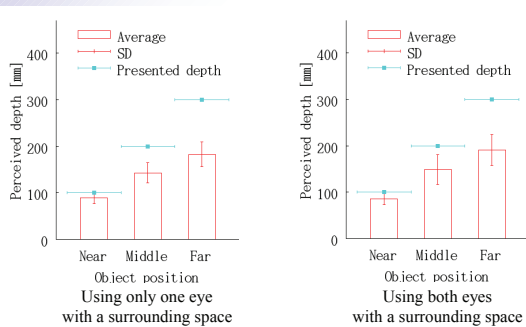 Average
SD
Presented depth
Perceived depth [mm]
400
300
200
100
0
Near Middle Far
Object position
Using only one eye
with a surrounding space
Average
SD
Presented depth
Perceived depth [mm]
400
300
200
100
0
Near Middle Far
Object position
Using both eyes
with a surrounding space